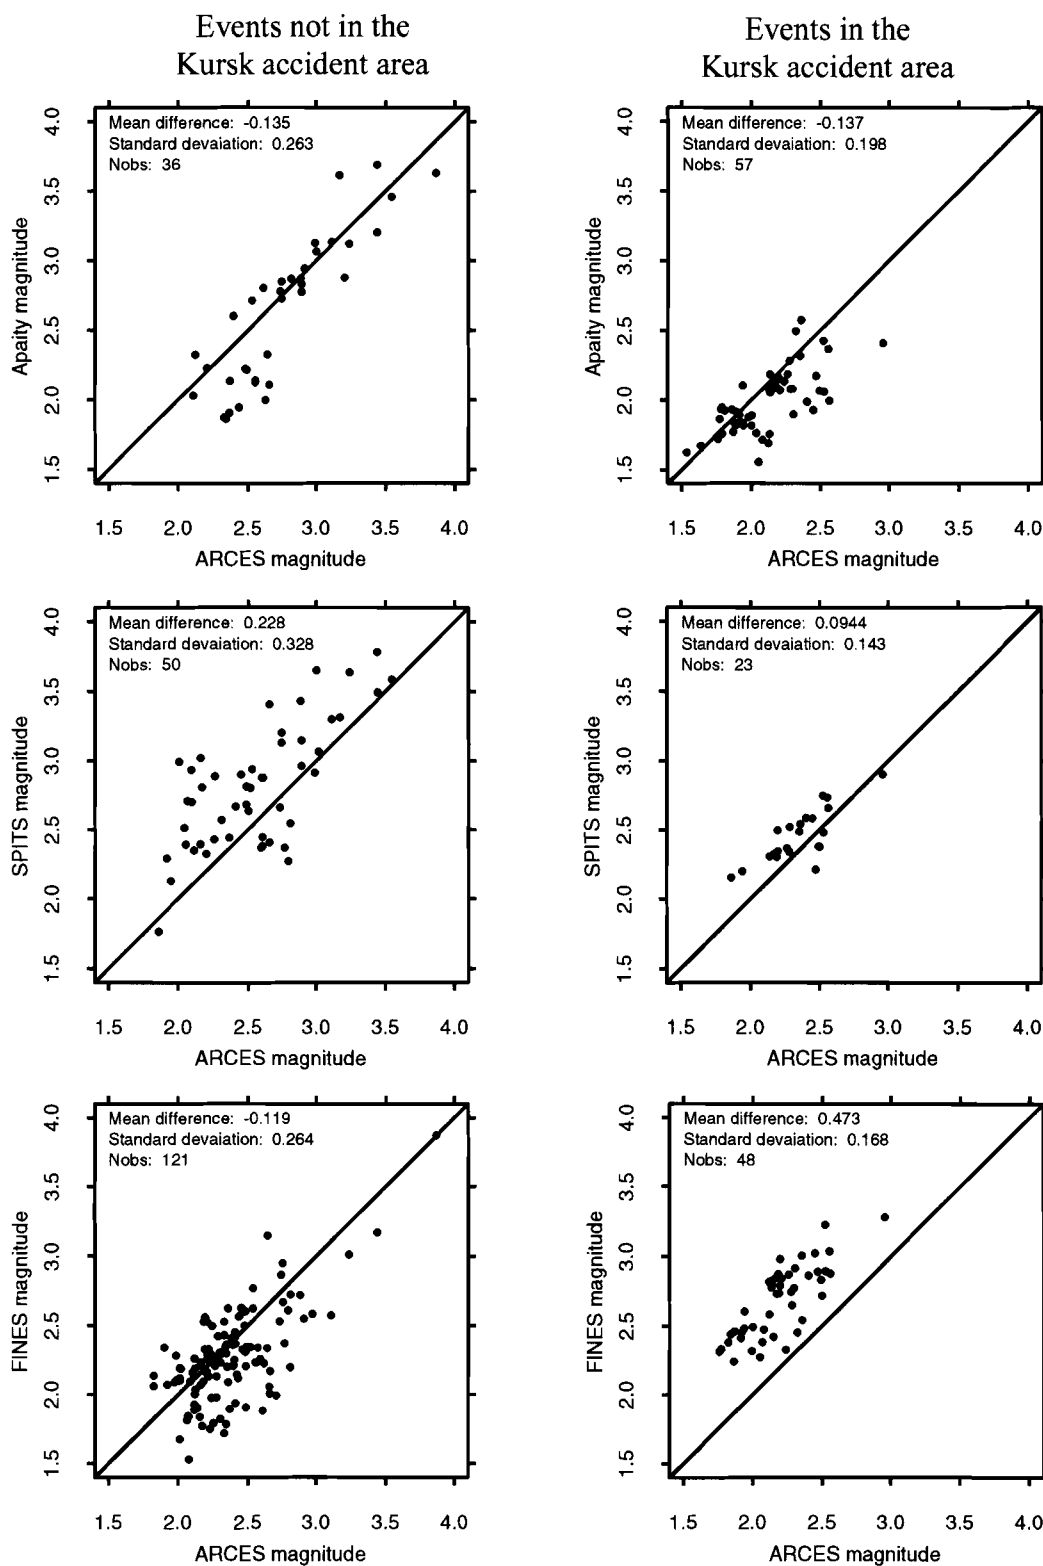 Events not in the
Kursk accident area
Events in the
Kursk accident area
Mean difference: -0.135
Standard devaiation: 0.263
Nobs: 36
4.0
3.5
3.0
2.5
2.0
1.5
Apaity magnitude
1.5 2.0 2.5 3.0 3.5 4.0
ARCES magnitude
Mean difference: -0.137
Standard devaiation: 0.198
Nobs: 57
4.0
3.5
3.0
2.5
2.0
1.5
Apaity magnitude
1.5 2.0 2.5 3.0 3.5 4.0
ARCES magnitude
Mean difference: 0.228
Standard devaiation: 0.328
Nobs: 50
4.0
3.5
3.0
2.5
2.0
1.5
SPITS magnitude
1.5 2.0 2.5 3.0 3.5 4.0
ARCES magnitude
Mean difference: 0.0944
Standard devaiation: 0.143
Nobs: 23
4.0
3.5
3.0
2.5
2.0
1.5
SPITS magnitude
1.5 2.0 2.5 3.0 3.5 4.0
ARCES magnitude
Mean difference: -0.119
Standard devaiation: 0.264
Nobs: 121
4.0
3.5
3.0
2.5
2.0
1.5
FINES magnitude
1.5 2.0 2.5 3.0 3.5 4.0
ARCES magnitude
Mean difference: 0.473
Standard devaiation: 0.168
Nobs: 48
4.0
3.5
3.0
2.5
2.0
1.5
FINES magnitude
1.5 2.0 2.5 3.0 3.5 4.0
ARCES magnitude